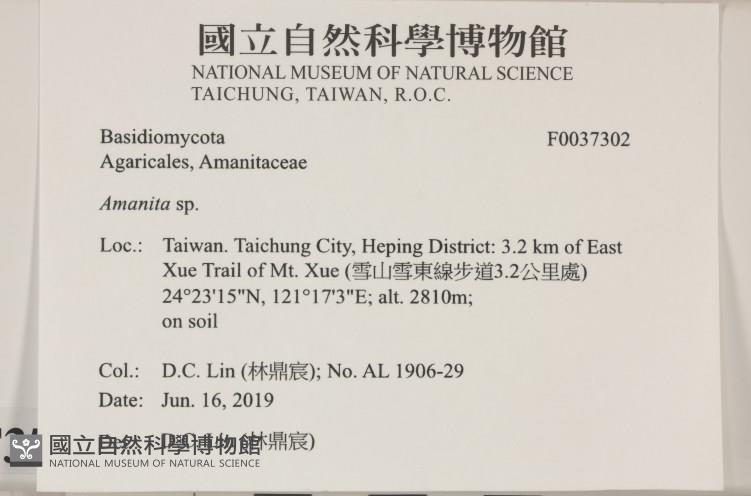 國立自然科學博物館
NATIONAL MUSEUM OF NATURAL SCIENCE
TAICHUNG, TAIWAN, R.O.C.
Basidiomycota F0037302
Agaricales, Amanitaceae
Amanita sp.
Loc.: Taiwan. Taichung City, Heping District: 3.2 km of East
Xue Trail of Mt. Xue (雪山雪東線步道3.2公里處)
24°23'15"N, 121°17'3"E; alt. 2810m;
on soil
Col.: D.C. Lin (林鼎宸); No. AL 1906-29
Date: Jun. 16, 2019
(林鼎宸)
國立自然科學博物館
NATIONAL MUSEUM OF NATURAL SCIENCE